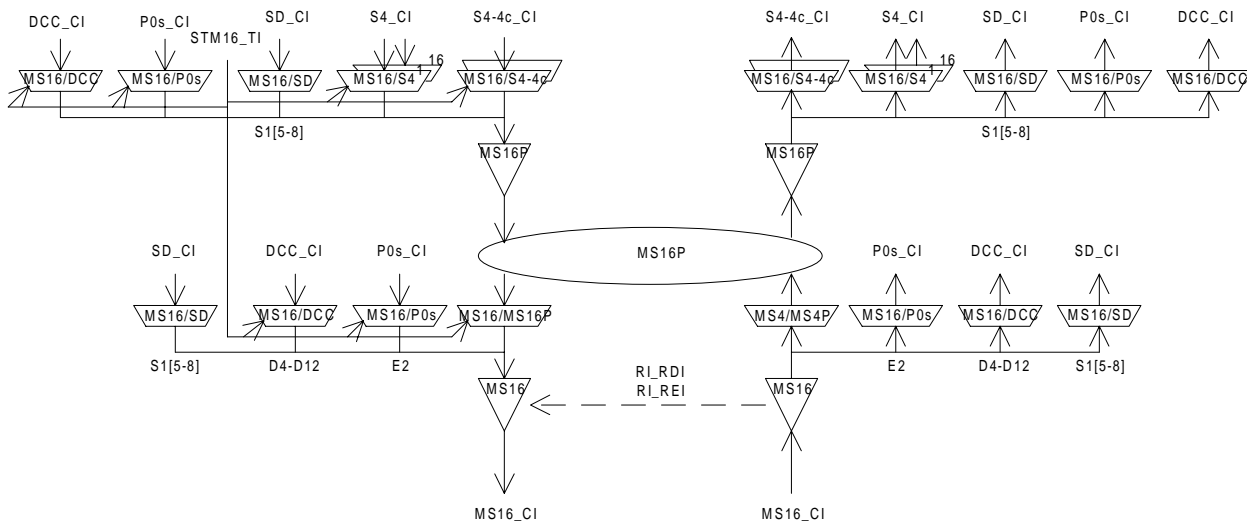 DCC_CI P0s_CI SD_CI S4_CI S4-4c_CI S4-4c_CI S4_CI SD_CI P0s_CI DCC_CI
STM16_TI
16 16
MS16/DCC MS16/P0s MS16/SD MS16/S4 1 MS16/S4-4c MS16/S4-4c MS16/S4 1 MS16/SD MS16/P0s MS16/DCC
S1[5-8] S1[5-8]
MS16P MS16P
SD_CI DCC_CI P0s_CI MS16P P0s_CI DCC_CI SD_CI
MS16/SD MS16/DCC MS16/P0s MS16/MS16P MS4/MS4P MS16/P0s MS16/DCC MS16/SD
S1[5-8] D4-D12 E2 E2 D4-D12 S1[5-8]
RI_RDI
MS16 RI_REI MS16
MS16_CI MS16_CI